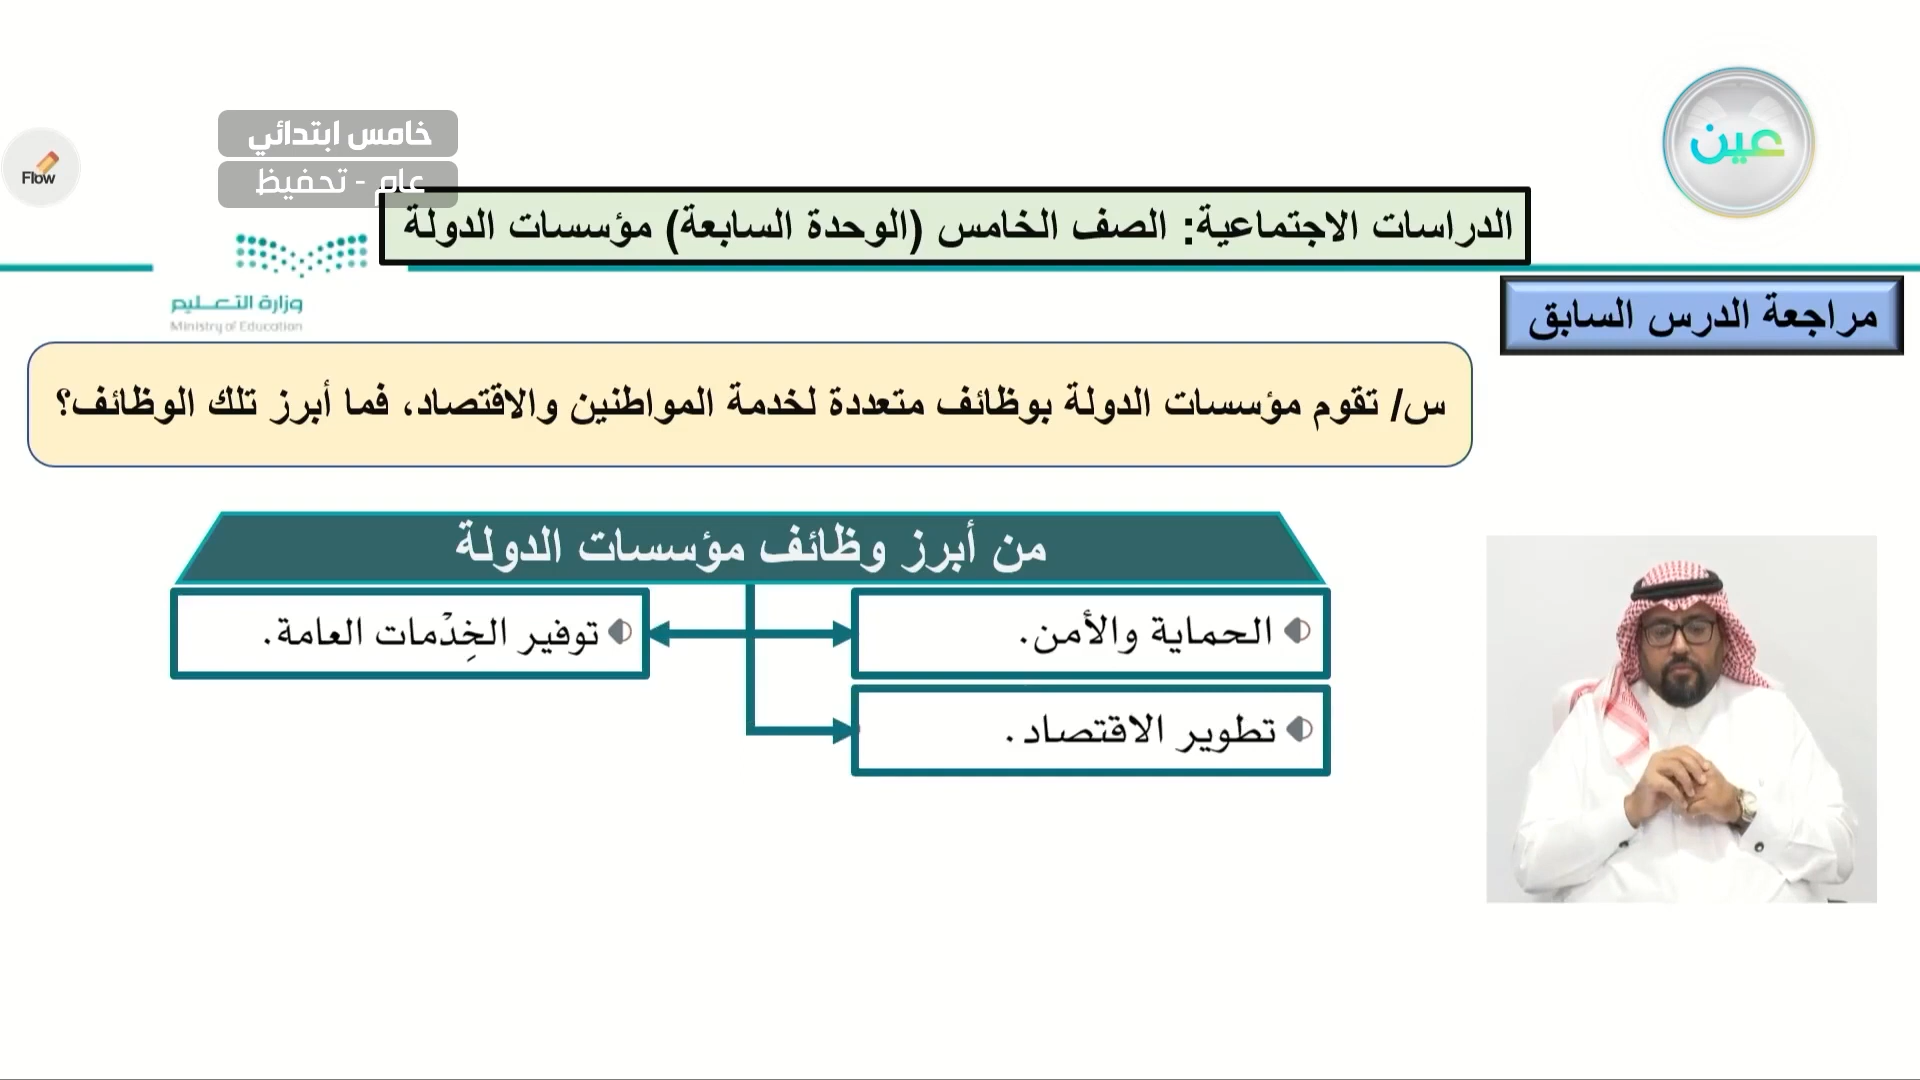 خامس ابتدائي
عام - تحفيظ
عين
Flow
الدراسات الاجتماعية: الصف الخامس (الوحدة السابعة) مؤسسات الدولة
وزارة التعليم
Ministry of Education
مراجعة الدرس السابق
س/ تقوم مؤسسات الدولة بوظائف متعددة لخدمة المواطنين والاقتصاد، فما أبرز تلك الوظائف؟
من أبرز وظائف مؤسسات الدولة
الحماية والأمن.
توفير الخِدْمات العامة.
تطوير الاقتصاد.